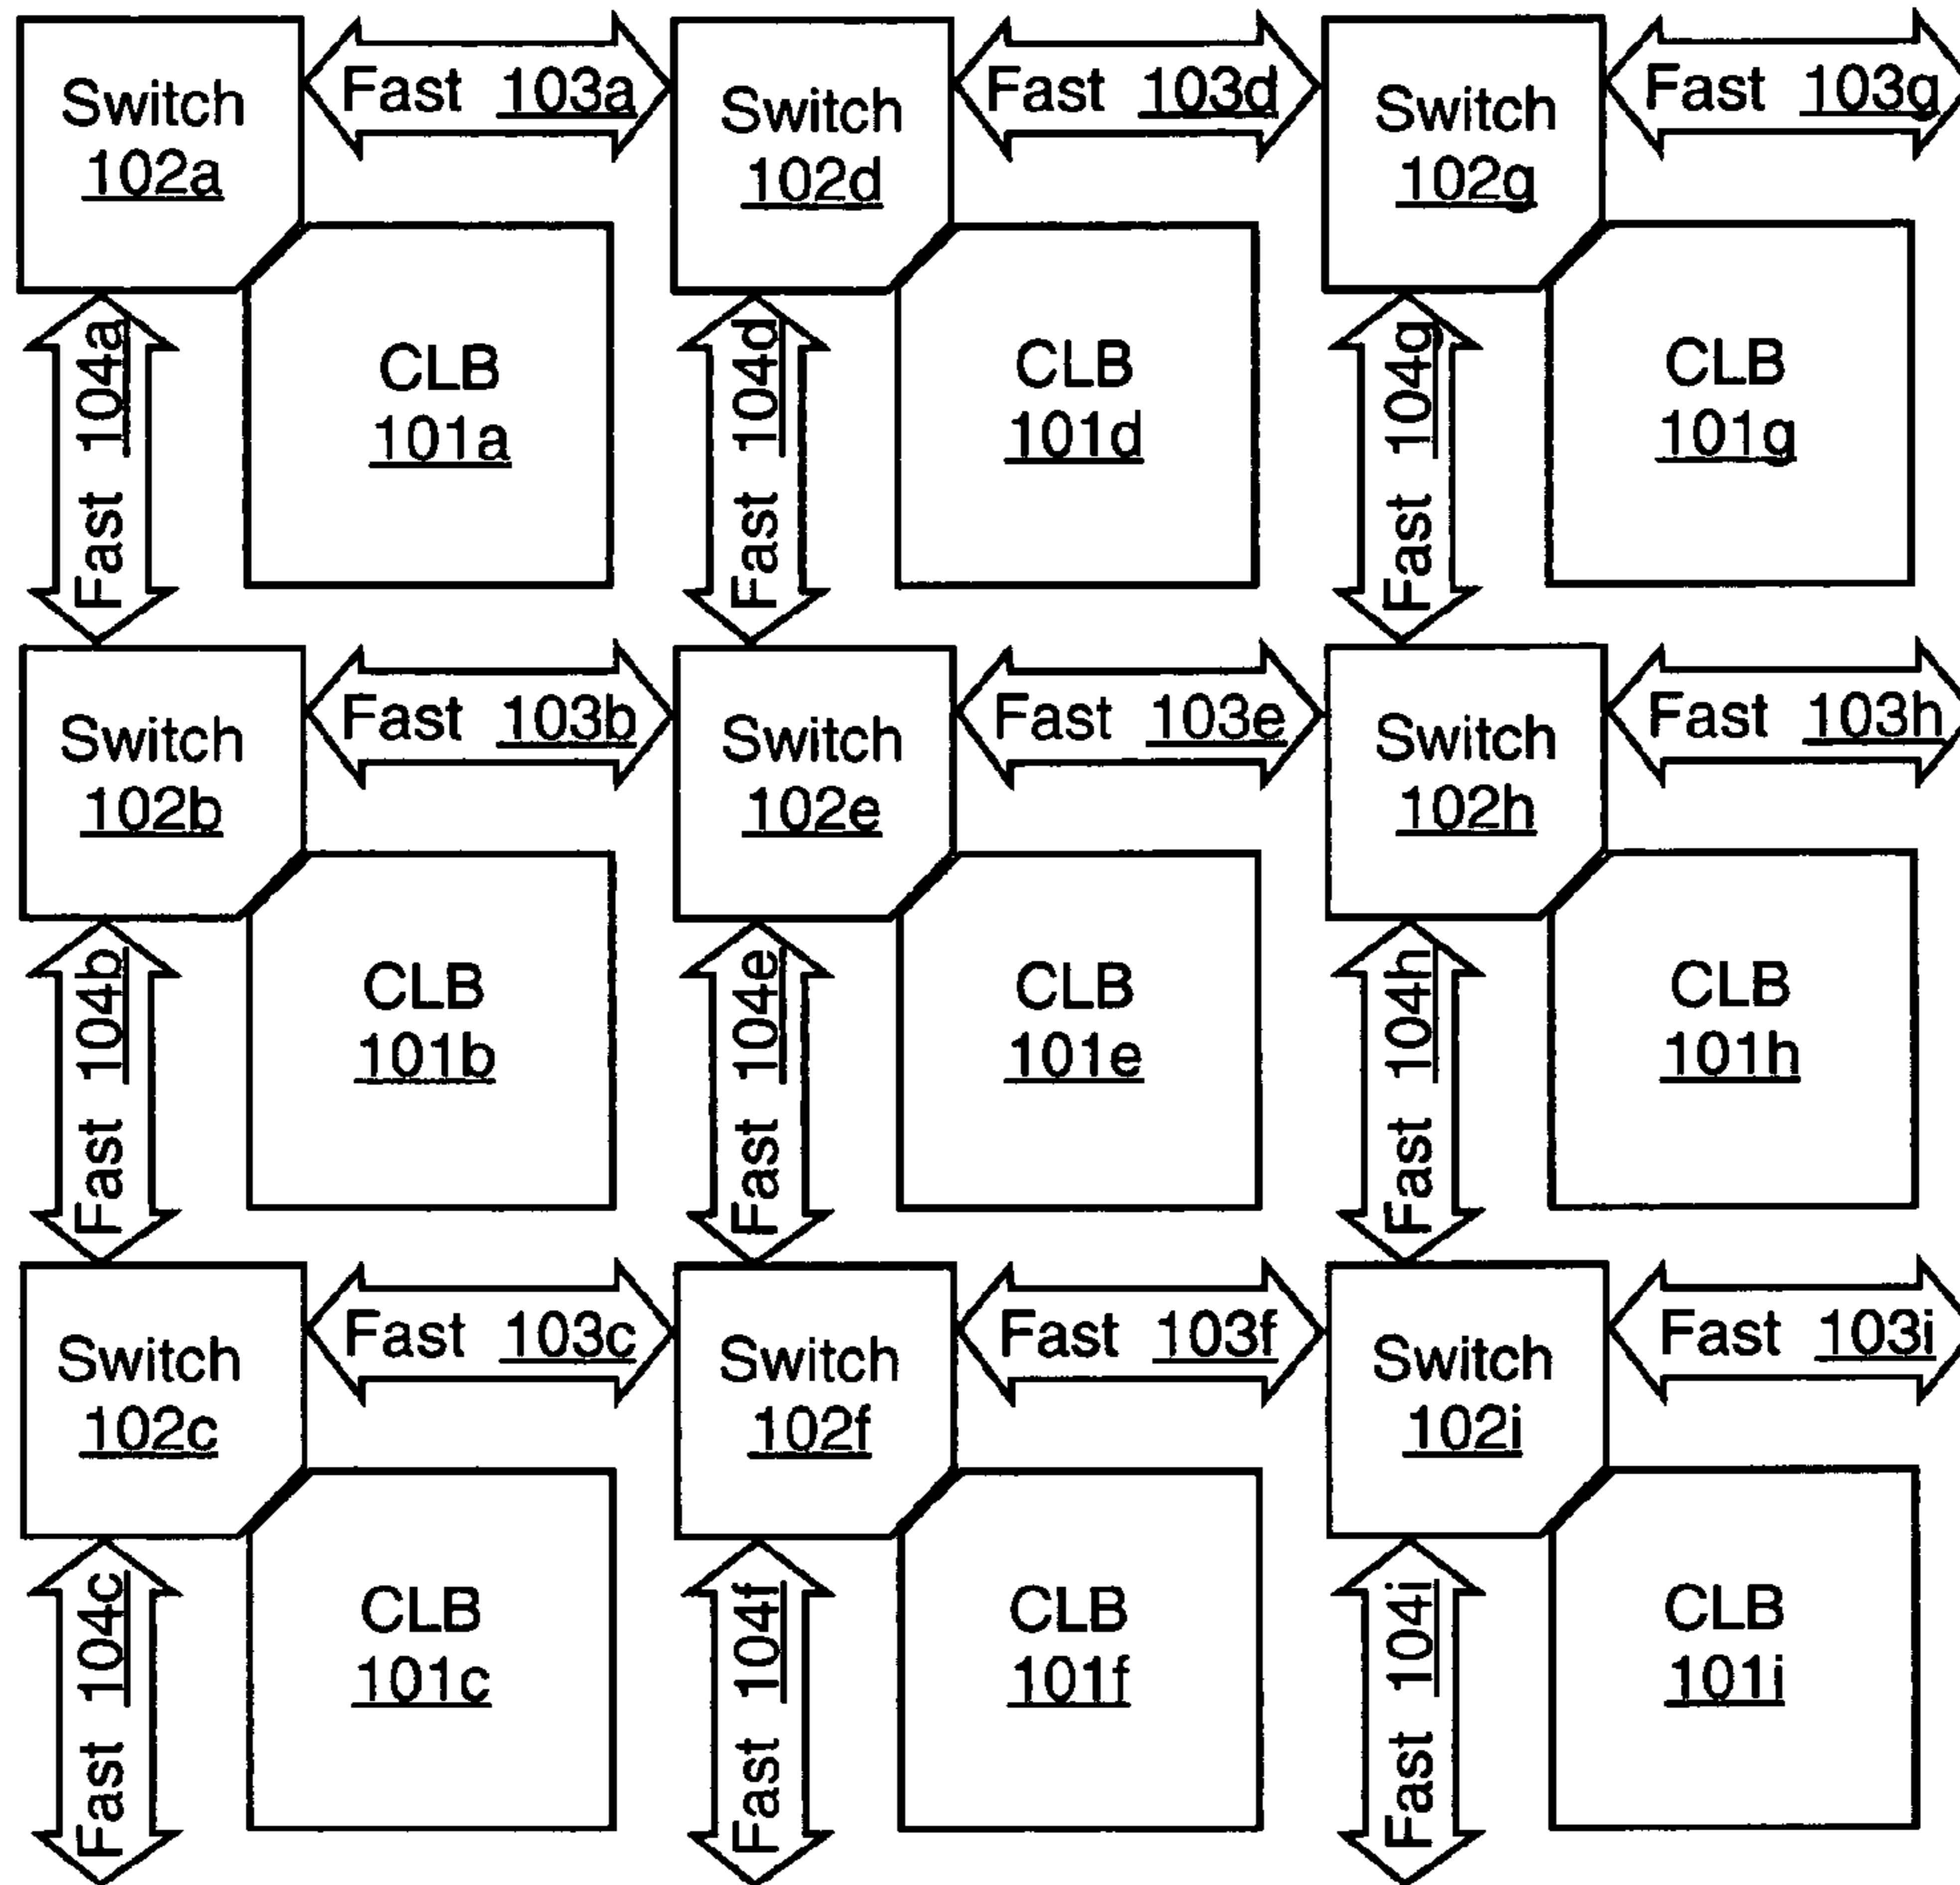 Switch
102a
Fast 103a
Switch
102d
Fast 103d
Switch
102g
Fast 103g
Fast 104a
CLB
101a
Fast 104d
CLB
101d
Fast 104g
CLB
101g
Switch
102b
Fast 103b
Switch
102e
Fast 103e
Switch
102h
Fast 103h
Fast 104b
CLB
101b
Fast 104e
CLB
101e
Fast 104h
CLB
101h
Switch
102c
Fast 103c
Switch
102f
Fast 103f
Switch
102i
Fast 103i
Fast 104c
CLB
101c
Fast 104f
CLB
101f
Fast 104i
CLB
101i